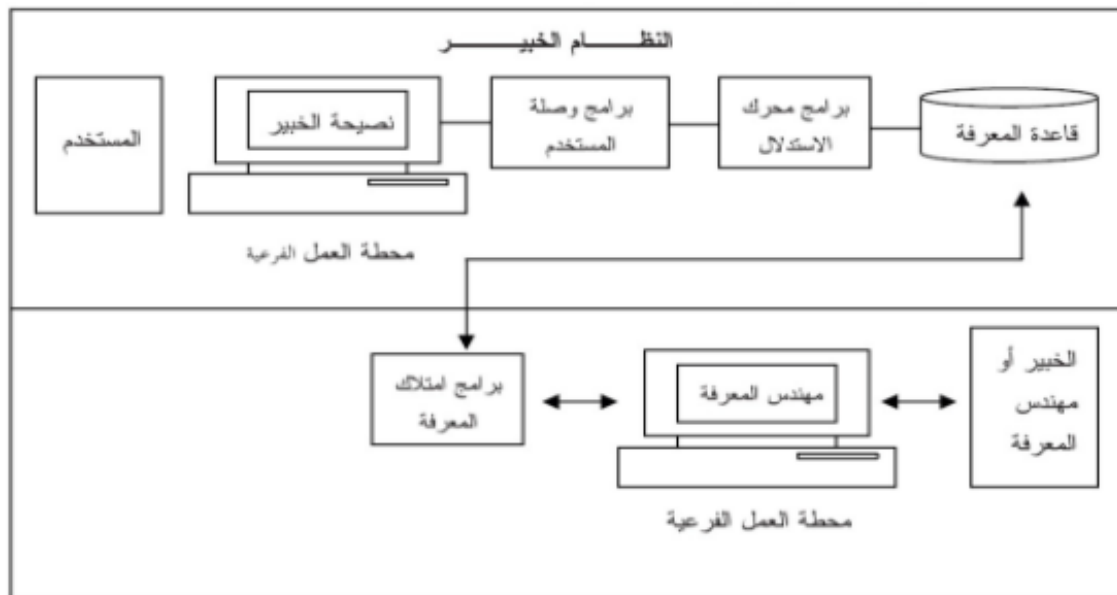 النظـــــام الخبيـــــــر
المستخدم
نصيحة الخبير
برامج وصلة
المستخدم
برامج محرك
الاستدلال
قاعدة المعرفة
محطة العمل الفرعية
برامج امتلاك
المعرفة
مهندس المعرفة
الخبير أو
مهندس
المعرفة
محطة العمل الفرعية